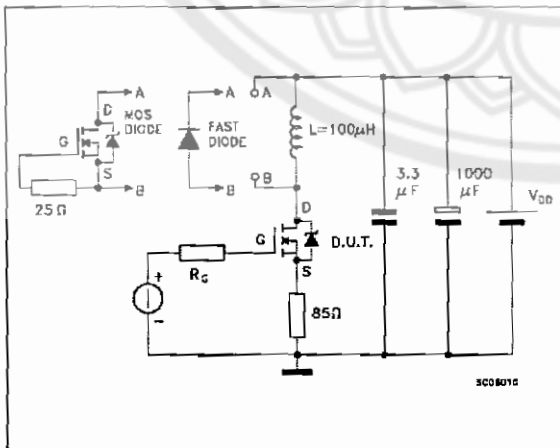 A
D
MOS
DIODE
G
S
B
25Ω
A
FAST
DIODE
B
A
L=100μH
B
3.3
μF
1000
μF
VDD
D
G
D.U.T.
S
RG
+
-
85Ω
SC06010